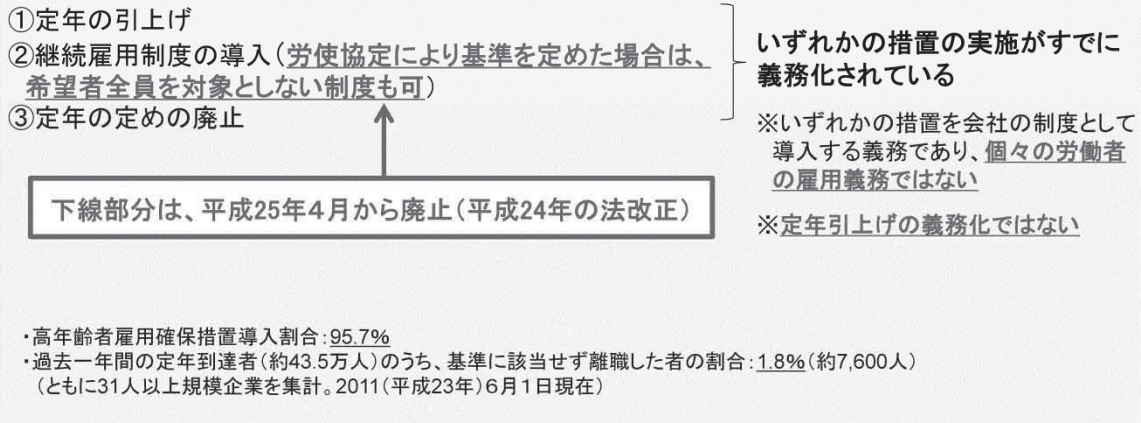 ①定年の引上げ
②継続雇用制度の導入（労使協定により基準を定めた場合は、
希望者全員を対象としない制度も可）
③定年の定めの廃止
いずれかの措置の実施がすでに
義務化されている
※いずれかの措置を会社の制度として
導入する義務であり、個々の労働者
の雇用義務ではない
※定年引上げの義務化ではない
下線部分は、平成25年４月から廃止（平成24年の法改正）
・高年齢者雇用確保措置導入割合：95.7%
・過去一年間の定年到達者（約43.5万人）のうち、基準に該当せず離職した者の割合：1.8%（約7,600人）
（ともに31人以上規模企業を集計。2011（平成23年）６月１日現在）